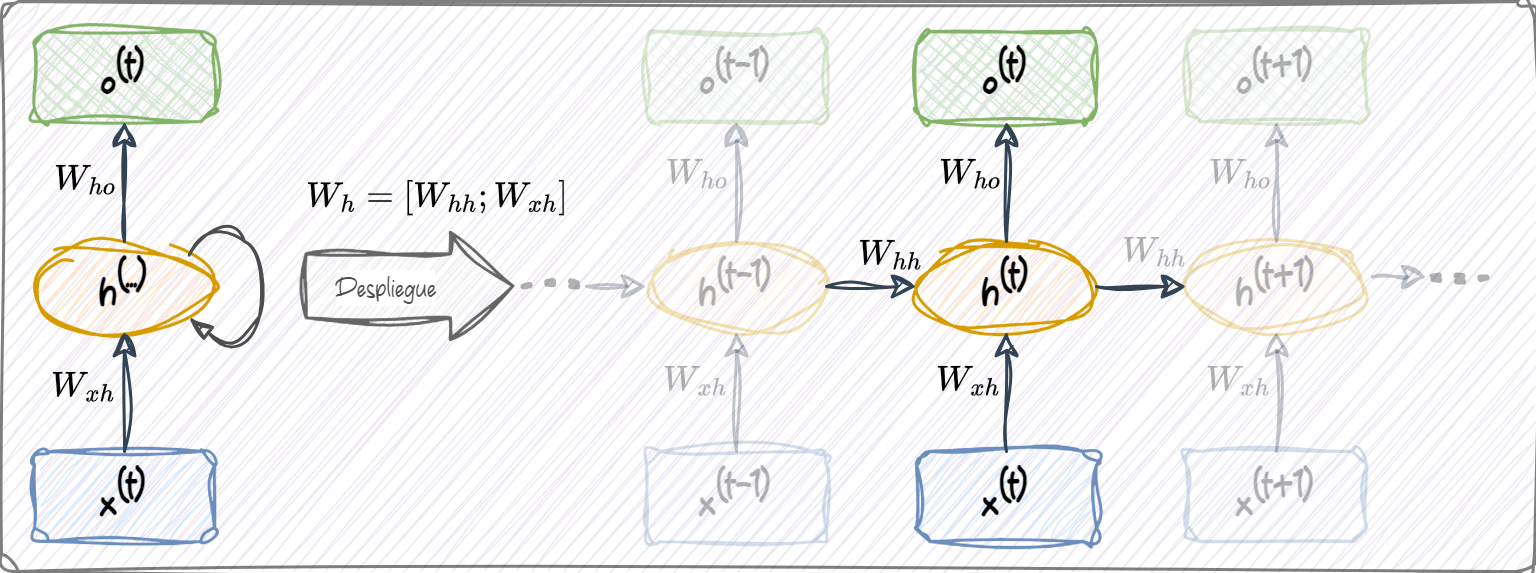 o^(t)
o^(t-1)
o^(t)
o^(t+1)
W_ho
W_h = [W_hh; W_xh]
W_ho
W_ho
W_ho
h^(...)
Despliegue
h^(t-1)
W_hh
h^(t)
W_hh
h^(t+1)
W_xh
W_xh
W_xh
W_xh
x^(t)
x^(t-1)
x^(t)
x^(t+1)